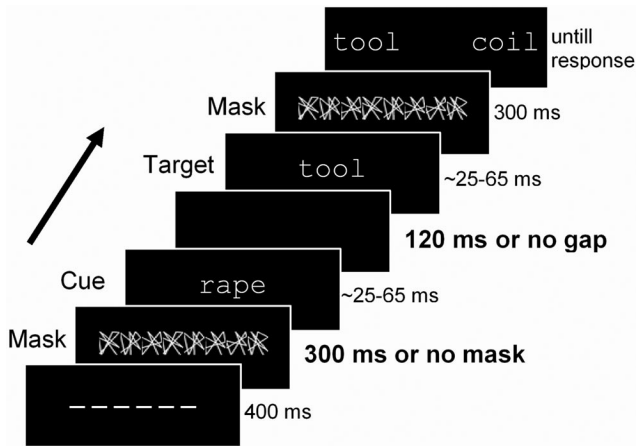 tool coil untill
response
Mask 300 ms
Target tool ~25-65 ms
120 ms or no gap
Cue rape ~25-65 ms
Mask 300 ms or no mask
400 ms